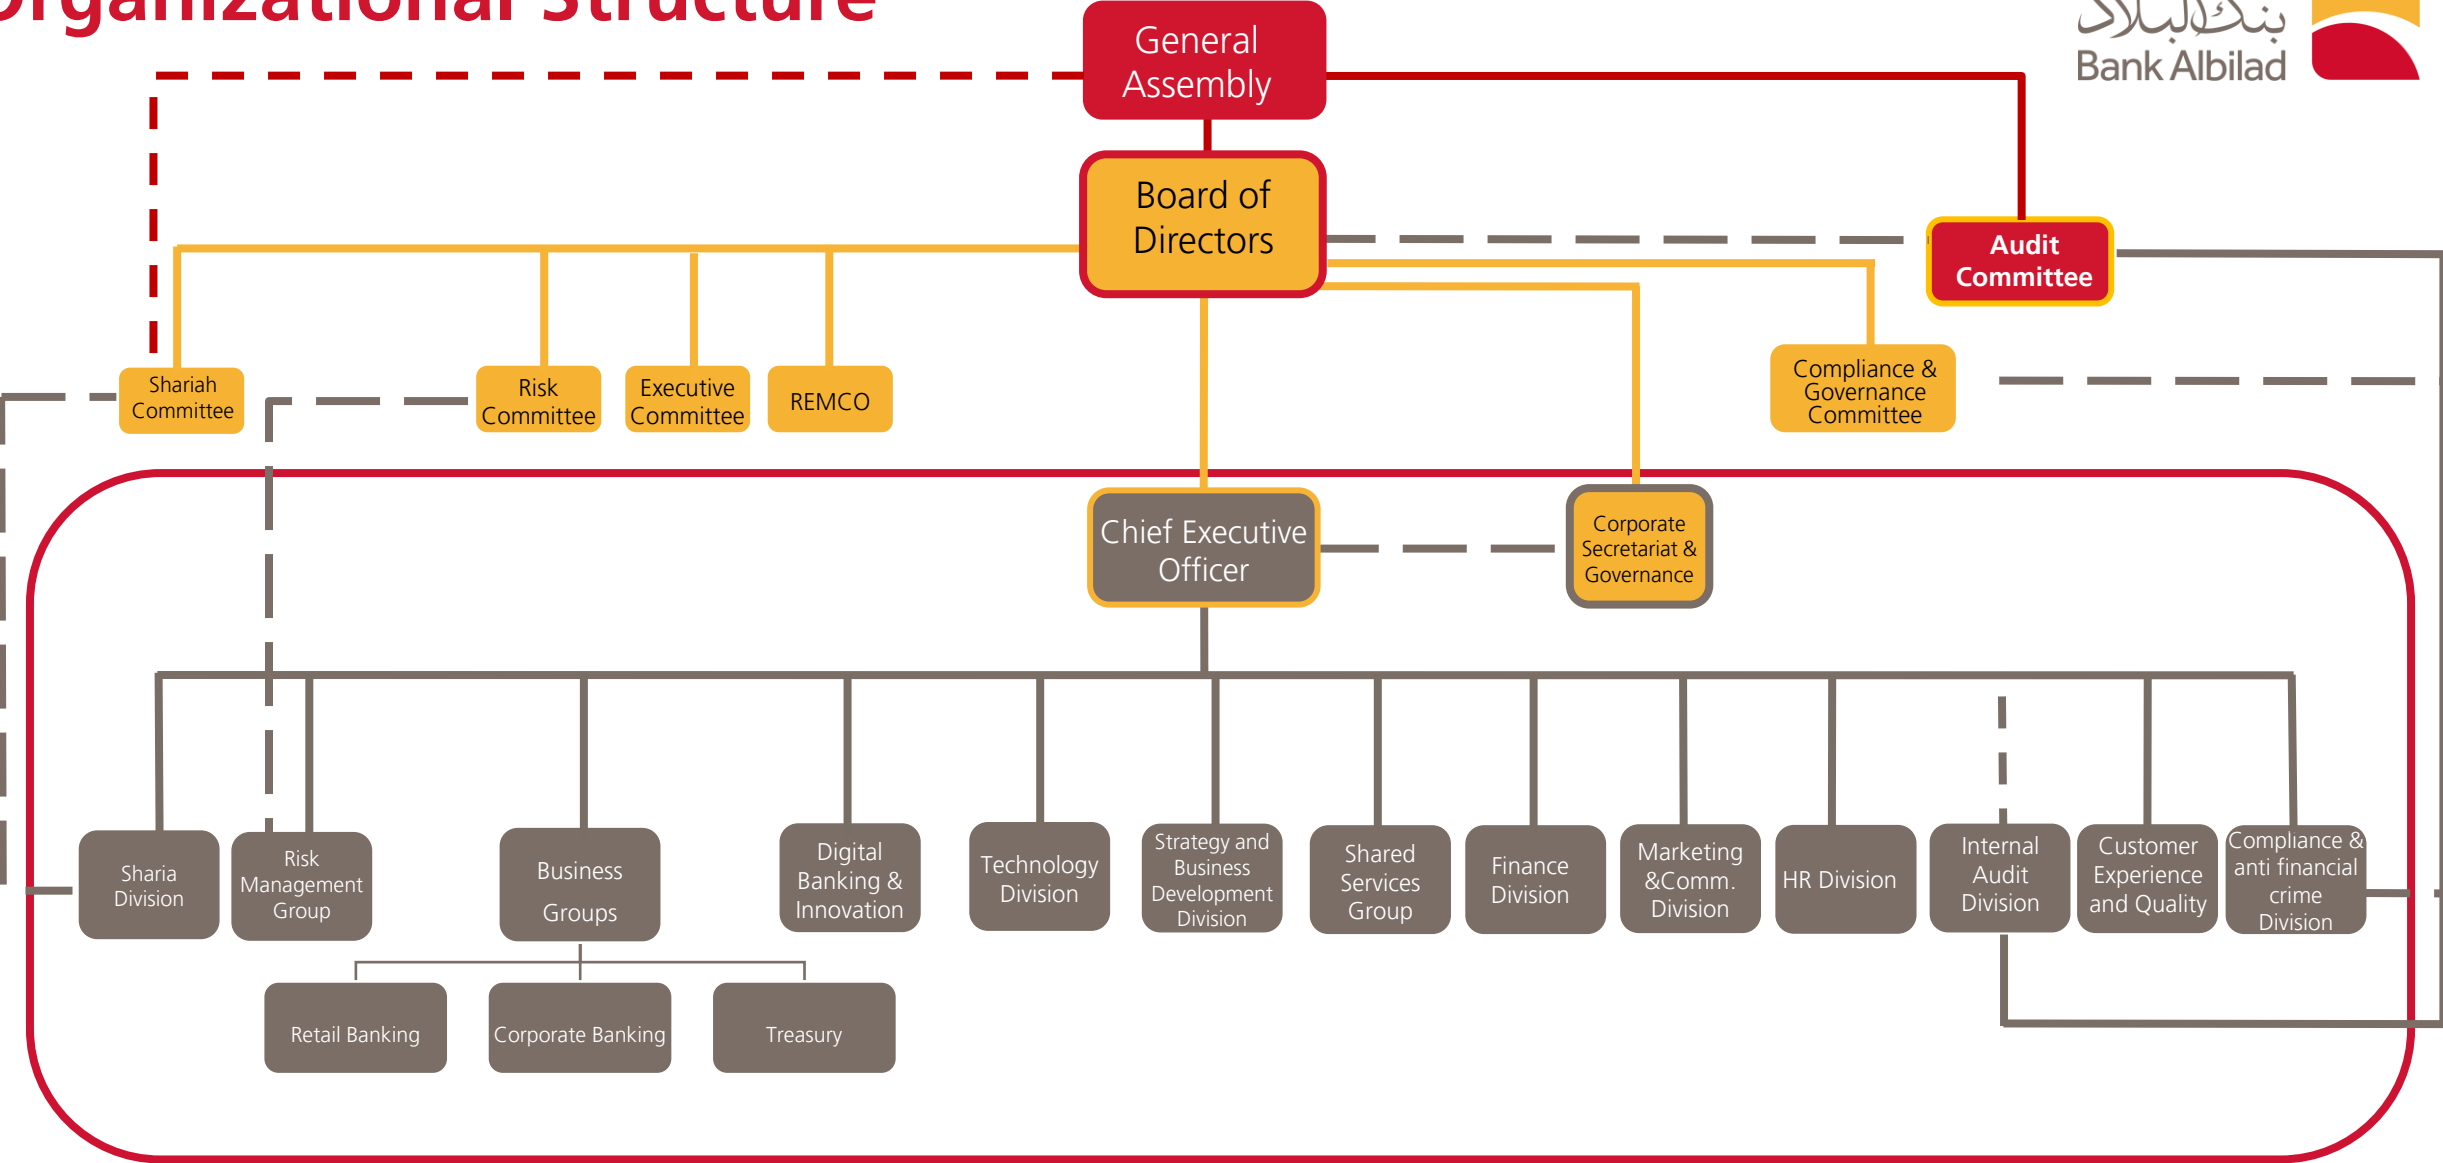 Organizational Structure
بنك البلاد
Bank Albilad
General
Assembly
Board of
Directors
Audit
Committee
Shariah
Committee
Risk
Committee
Executive
Committee
REMCO
Compliance &
Governance
Committee
Chief Executive
Officer
Corporate
Secretariat &
Governance
Sharia
Division
Risk
Management
Group
Business
Groups
Digital
Banking &
Innovation
Technology
Division
Strategy and
Business
Development
Division
Shared
Services
Group
Finance
Division
Marketing
&Comm.
Division
HR Division
Internal
Audit
Division
Customer
Experience
and Quality
Compliance &
anti financial
crime
Division
Retail Banking
Corporate Banking
Treasury